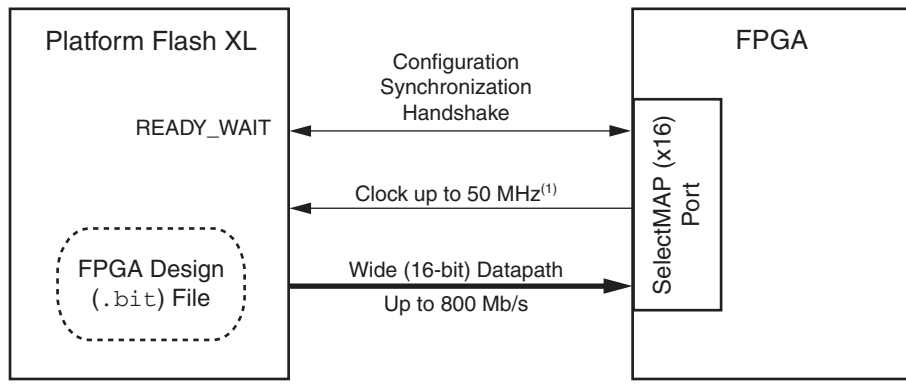 Platform Flash XL
FPGA
Configuration
Synchronization
Handshake
READY_WAIT
SelectMAP (x16)
Port
Clock up to 50 MHz(1)
FPGA Design
(.bit) File
Wide (16-bit) Datapath
Up to 800 Mb/s